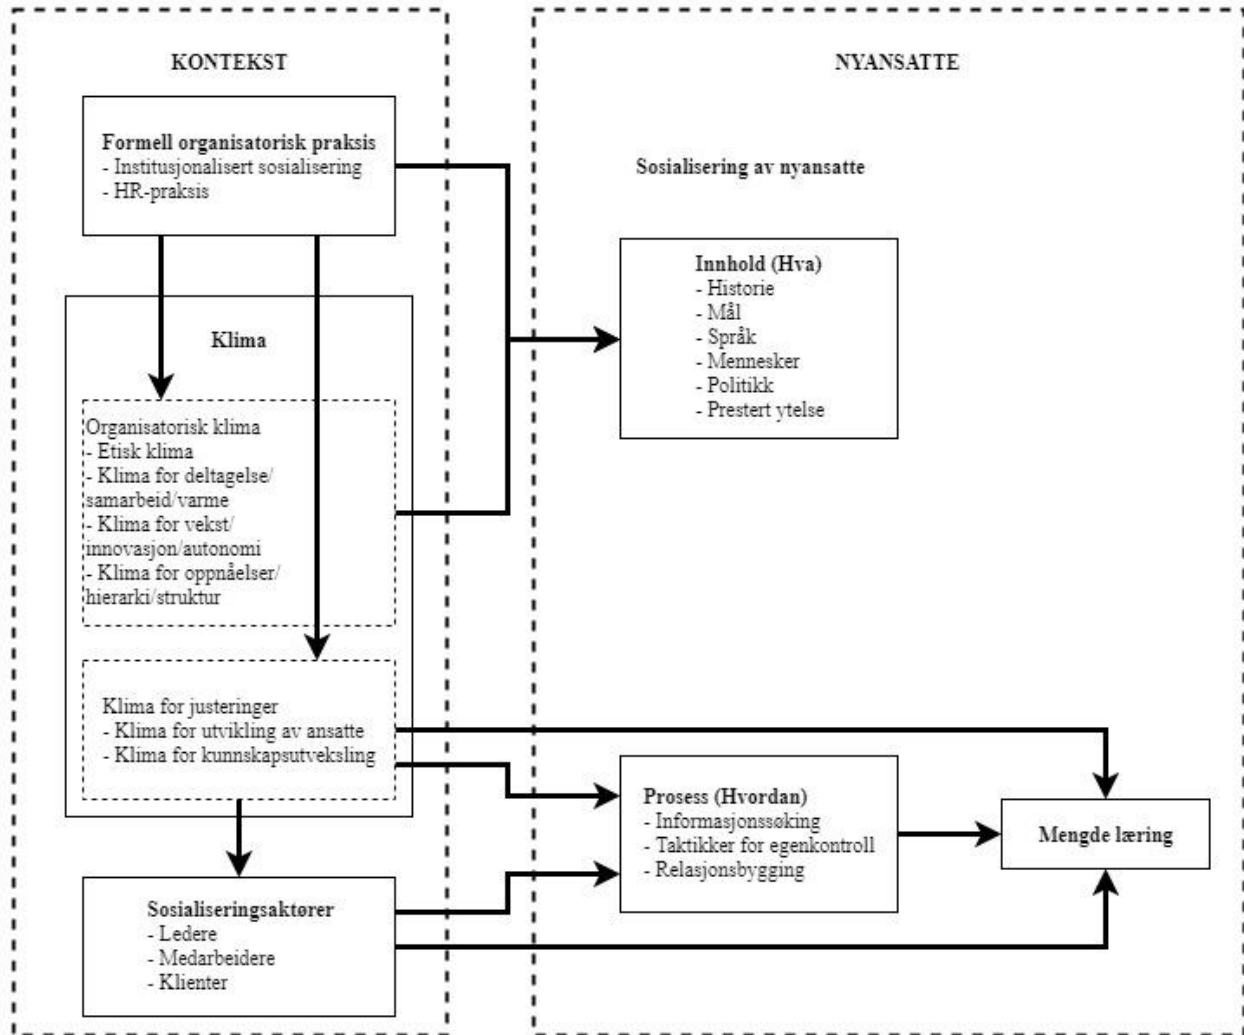 KONTEKST
Formell organisatorisk praksis
- Institusjonalisert sosialisering
- HR-praksis
Klima
Organisatorisk klima
- Etisk klima
- Klima for deltagelse/
samarbeid/varme
- Klima for vekst/
innovasjon/autonomi
- Klima for oppnåelser/
hierarki/struktur
Klima for justeringer
- Klima for utvikling av ansatte
- Klima for kunnskapsutveksling
Sosialiseringsaktører
- Ledere
- Medarbeidere
- Klienter
NYANSATTE
Sosialisering av nyansatte
Innhold (Hva)
- Historie
- Mål
- Språk
- Mennesker
- Politikk
- Prestert ytelse
Prosess (Hvordan)
- Informasjonssøking
- Taktikker for egenkontroll
- Relasjonsbygging
Mengde læring